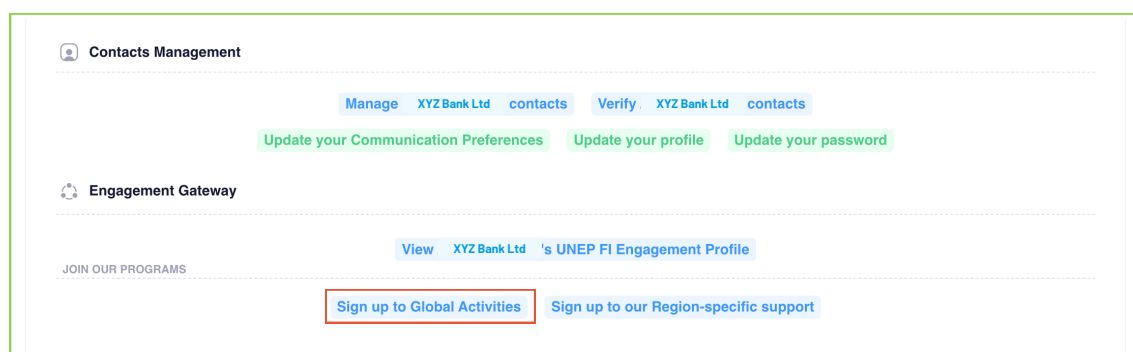 Contacts Management
Manage XYZ Bank Ltd contacts Verify XYZ Bank Ltd contacts
Update your Communication Preferences Update your profile Update your password
Engagement Gateway
View XYZ Bank Ltd 's UNEP FI Engagement Profile
JOIN OUR PROGRAMS
Sign up to Global Activities Sign up to our Region-specific support